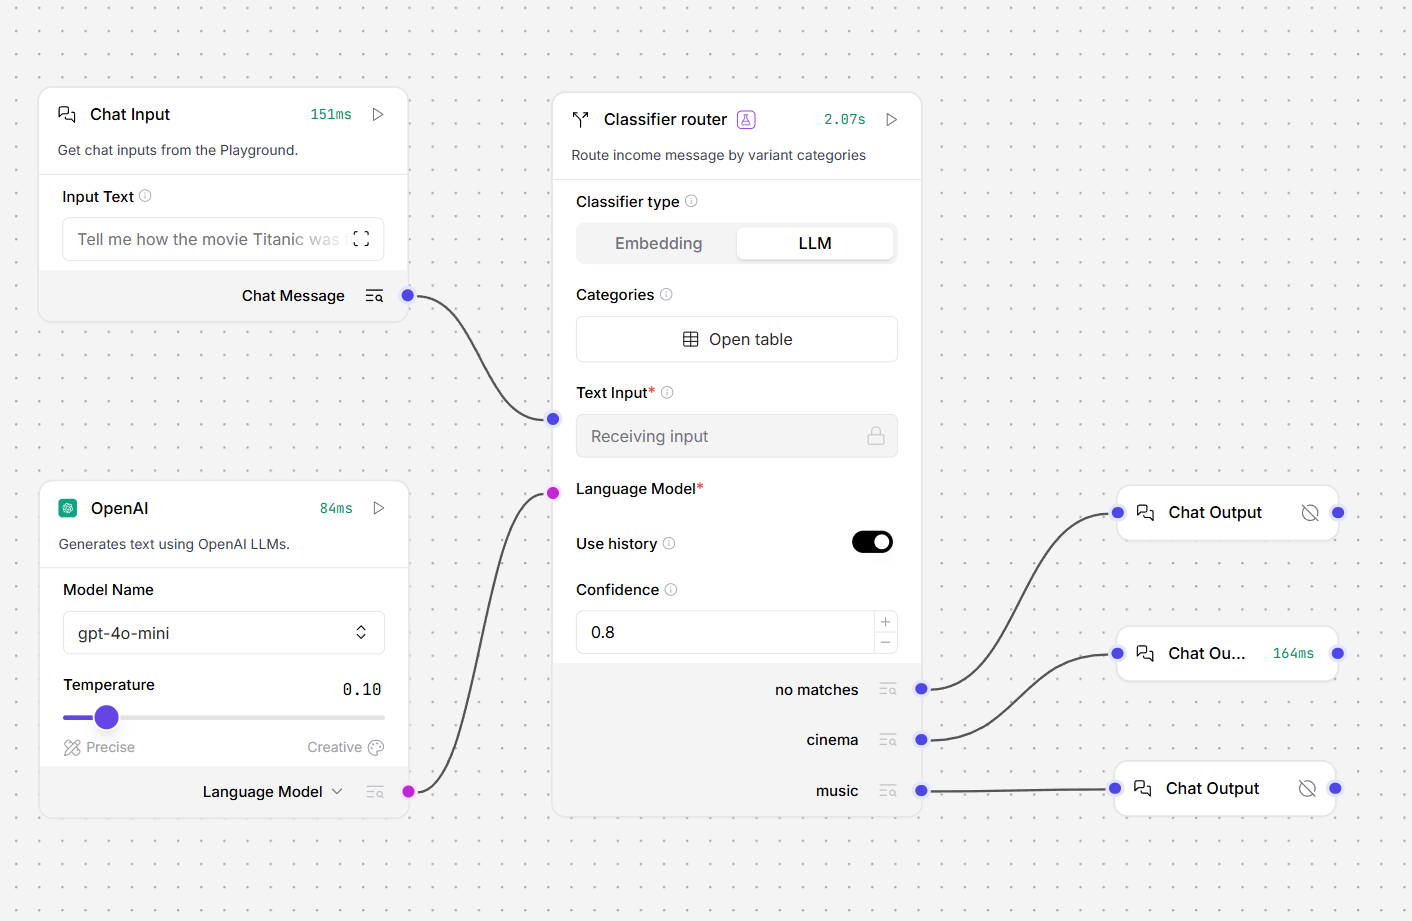 Chat Input
151ms
Get chat inputs from the Playground.
Input Text
Tell me how the movie Titanic was
Chat Message
OpenAI
84ms
Generates text using OpenAI LLMs.
Model Name
gpt-4o-mini
Temperature
0.10
Precise
Creative
Language Model
Classifier router
2.07s
Route income message by variant categories
Classifier type
Embedding
LLM
Categories
Open table
Text Input*
Receiving input
Language Model*
Use history
Confidence
0.8
no matches
cinema
music
Chat Output
Chat Ou...
164ms
Chat Output